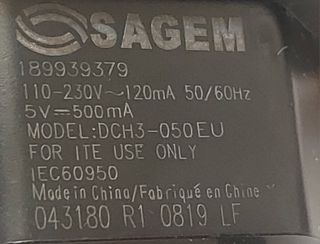 SAGEM
189939379
110-230V~120mA 50/60Hz
5V⎓500mA
MODEL:DCH3-050EU
FOR ITE USE ONLY
IEC60950
Made in China/Fabriqué en Chine
043180 R1 0819 LF